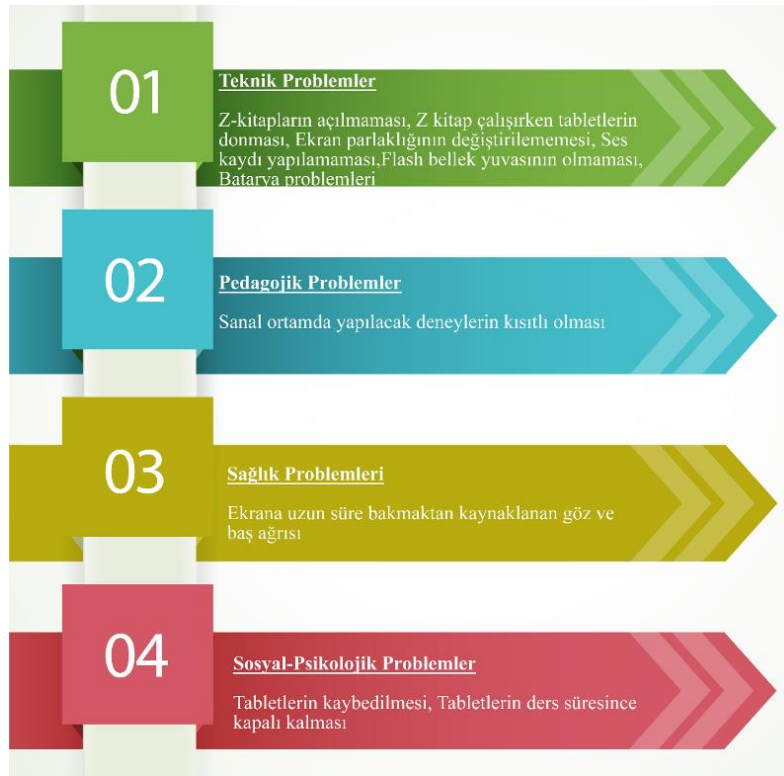 01
Teknik Problemler
Z-kitapların açılmaması, Z kitap çalışırken tabletlerin
donması, Ekran parlaklığının değiştirilememesi, Ses
kaydı yapılamaması,Flash bellek yuvasının olmaması,
Batarya problemleri
02
Pedagojik Problemler
Sanal ortamda yapılacak deneylerin kısıtlı olması
03
Sağlık Problemleri
Ekrana uzun süre bakmaktan kaynaklanan göz ve
baş ağrısı
04
Sosyal-Psikolojik Problemler
Tabletlerin kaybedilmesi, Tabletlerin ders süresince
kapalı kalması